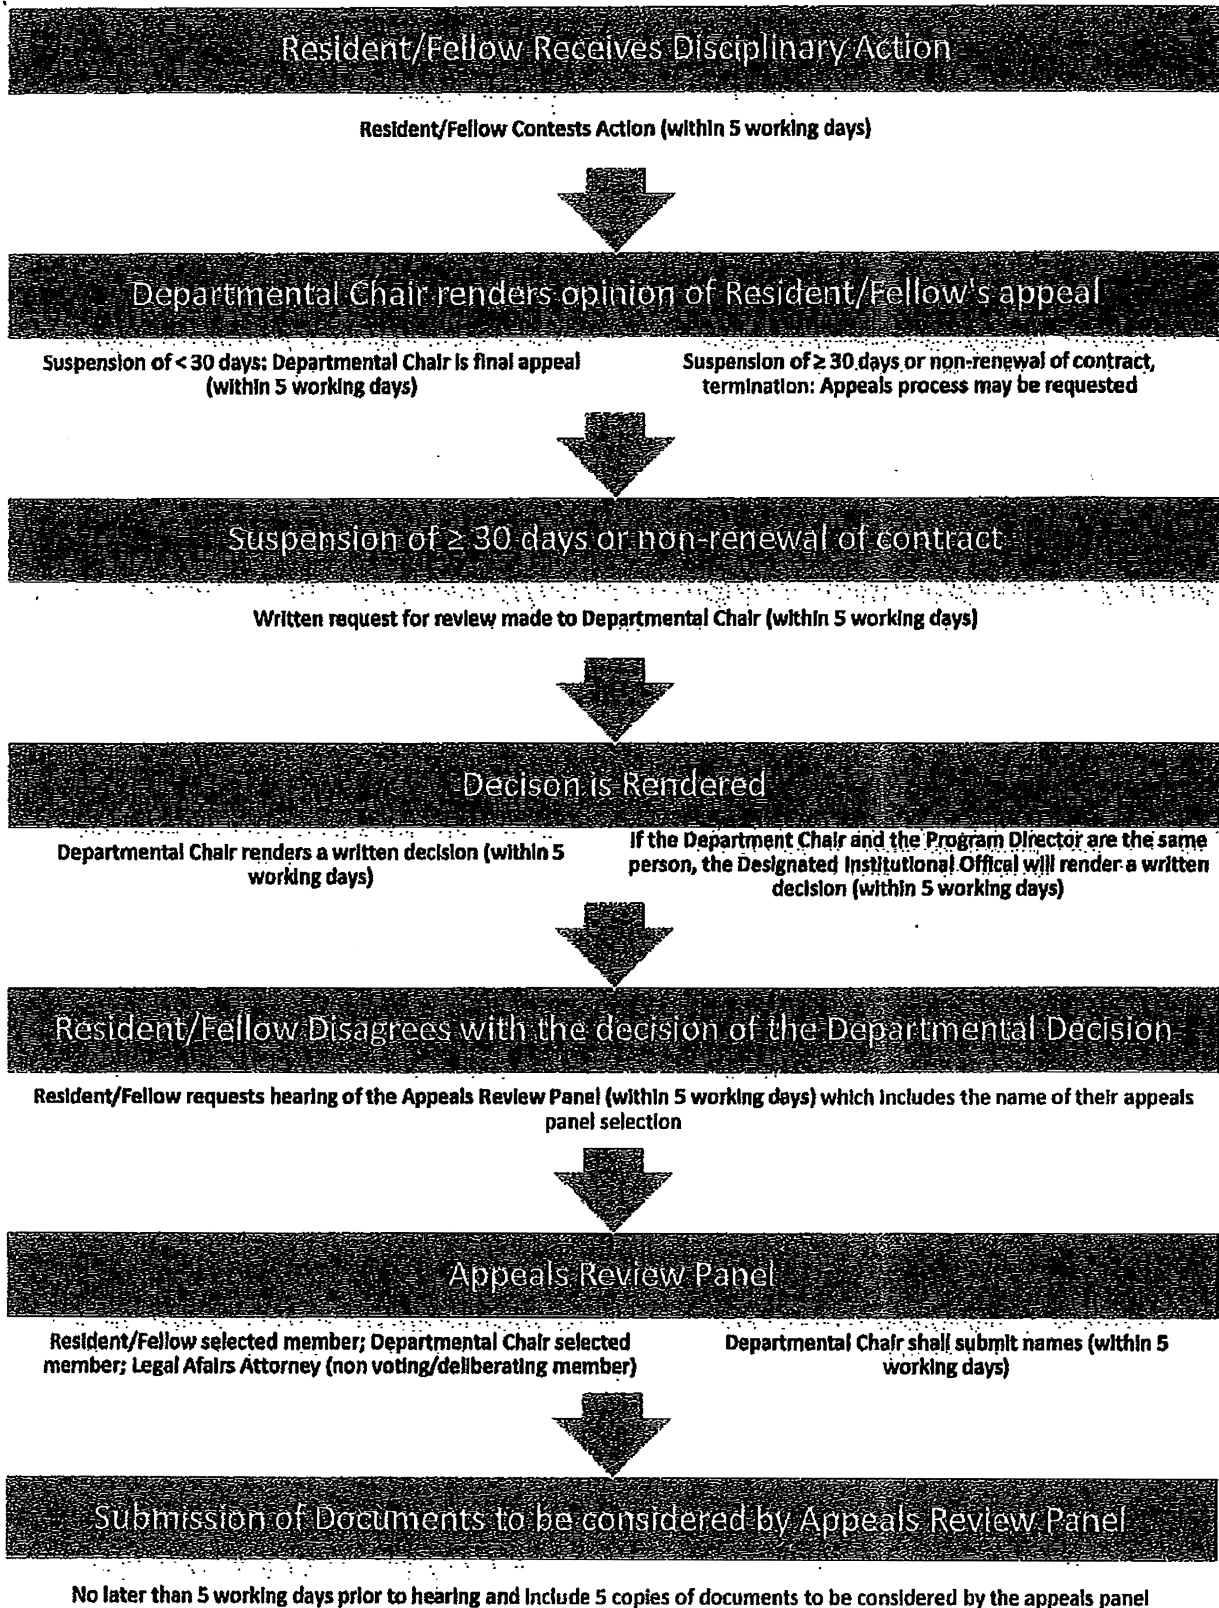 Resident/Fellow Receives Disciplinary Action
Resident/Fellow Contests Action (within 5 working days)
Departmental Chair renders opinion of Resident/Fellow's appeal
Suspension of < 30 days: Departmental Chair is final appeal
(within 5 working days)
Suspension of ≥ 30 days or non-renewal of contract,
termination: Appeals process may be requested
Suspension of ≥ 30 days or non-renewal of contract
Written request for review made to Departmental Chair (within 5 working days)
Decison is Rendered
Departmental Chair renders a written decision (within 5
working days)
If the Department Chair and the Program Director are the same
person, the Designated Institutional Offical will render a written
decision (within 5 working days)
Resident/Fellow Disagrees with the decision of the Departmental Decision
Resident/Fellow requests hearing of the Appeals Review Panel (within 5 working days) which includes the name of their appeals
panel selection
Appeals Review Panel
Resident/Fellow selected member; Departmental Chair selected
member; Legal Afairs Attorney (non voting/deliberating member)
Departmental Chair shall submit names (within 5
working days)
Submission of Documents to be considered by Appeals Review Panel
No later than 5 working days prior to hearing and include 5 copies of documents to be considered by the appeals panel